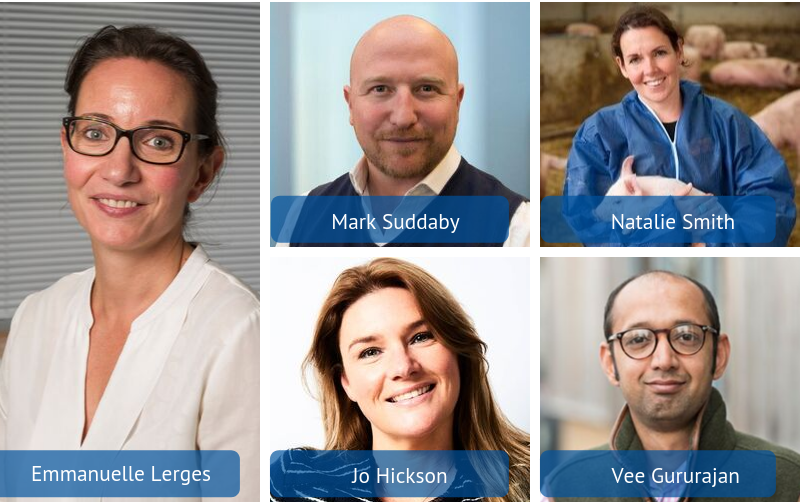 Mark Suddaby
Natalie Smith
Emmanuelle Lerges
Jo Hickson
Vee Gururajan